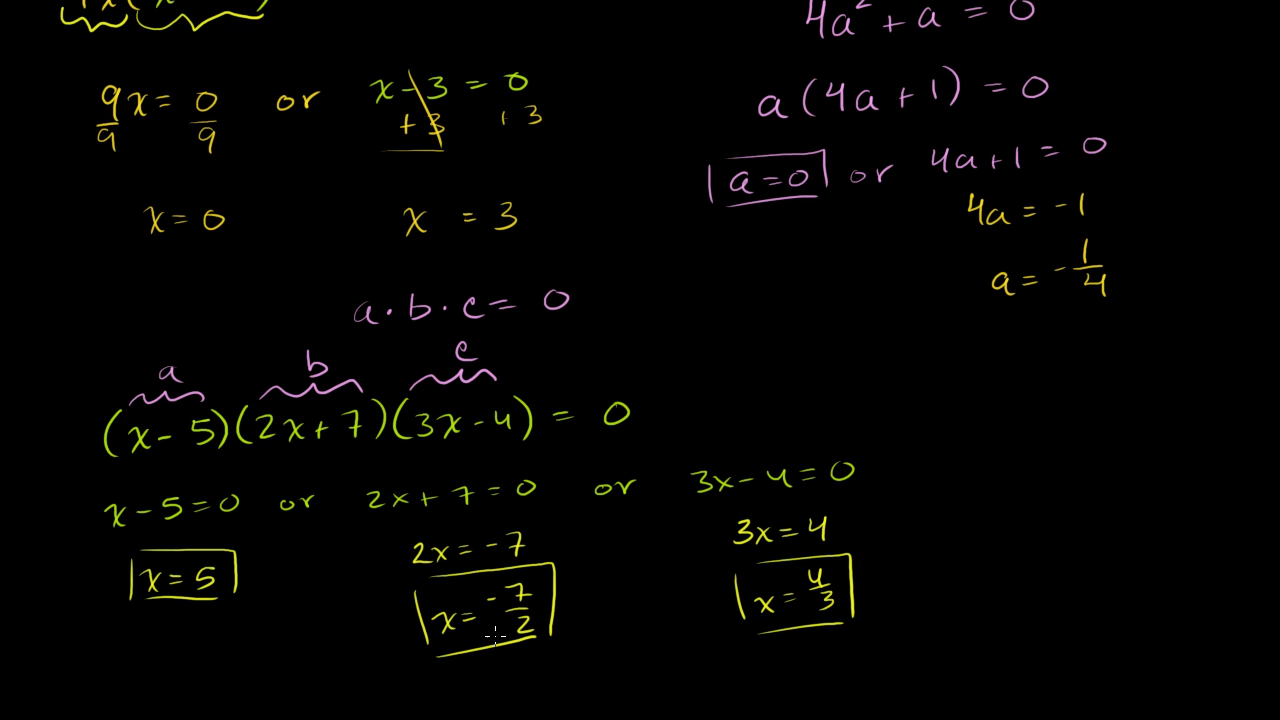 9x = 0 or x - 3 = 0
9 9 + 3 + 3
x = 0 x = 3
4a² + a = 0
a(4a + 1) = 0
a = 0 or 4a + 1 = 0
4a = -1
a = -1/4
a · b · c = 0
a b c
(x - 5)(2x + 7)(3x - 4) = 0
x - 5 = 0 or 2x + 7 = 0 or 3x - 4 = 0
2x = -7 3x = 4
x = 5 x = -7/2 x = 4/3